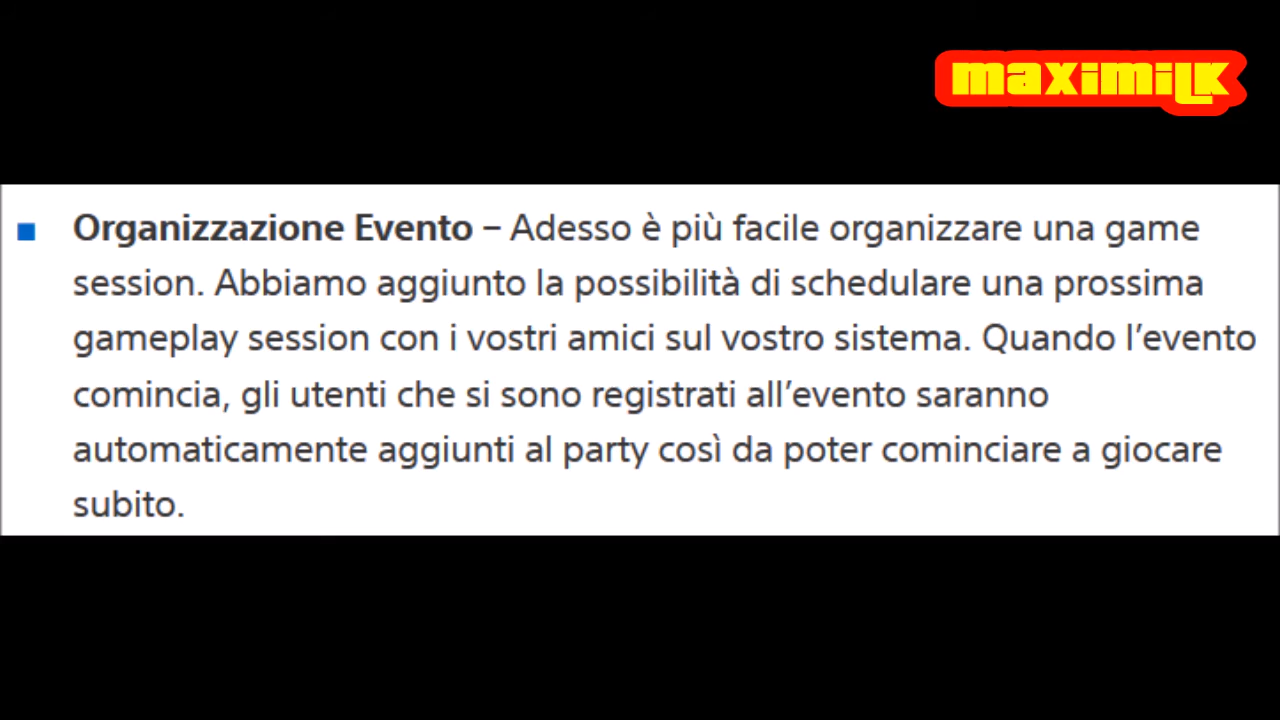 maximilk
Organizzazione Evento – Adesso è più facile organizzare una game
session. Abbiamo aggiunto la possibilità di schedulare una prossima
gameplay session con i vostri amici sul vostro sistema. Quando l’evento
comincia, gli utenti che si sono registrati all’evento saranno
automaticamente aggiunti al party così da poter cominciare a giocare
subito.